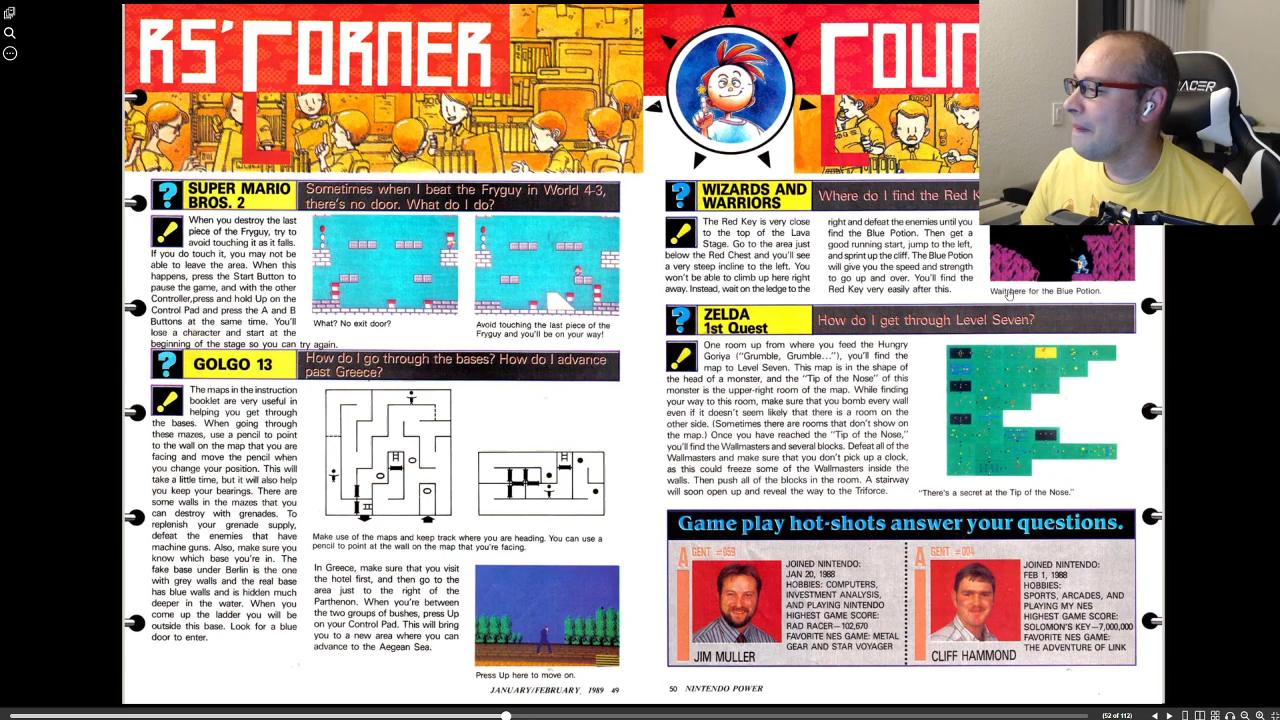 RS' CORNER
SUPER MARIO
BROS. 2
Sometimes when I beat the Fryguy in World 4-3,
there's no door. What do I do?
When you destroy the last
piece of the Fryguy, try to
avoid touching it as it falls.
If you do touch it, you may not be
able to leave the area. When this
happens, press the Start Button to
pause the game, and with the other
Controller,press and hold Up on the
Control Pad and press the A and B
Buttons at the same time. You'll
lose a character and start at the
beginning of the stage so you can try again.
What? No exit door?
Avoid touching the last piece of the
Fryguy and you'll be on your way!
GOLGO 13
How do I go through the bases? How do I advance
past Greece?
The maps in the instruction
booklet are very useful in
helping you get through
the bases. When going through
these mazes, use a pencil to point
to the wall on the map that you are
facing and move the pencil when
you change your position. This will
take a little time, but it will also help
you keep your bearings. There are
some walls in the mazes that you
can destroy with grenades. To
replenish your grenade supply,
defeat the enemies that have
machine guns. Also, make sure you
know which base you're in. The
fake base under Berlin is the one
with grey walls and the real base
has blue walls and is hidden much
deeper in the water. When you
come up the ladder you will be
outside this base. Look for a blue
door to enter.
Make use of the maps and keep track where you are heading. You can use a
pencil to point at the wall on the map that you're facing.
In Greece, make sure that you visit
the hotel first, and then go to the
area just to the right of the
Parthenon. When you're between
the two groups of bushes, press Up
on your Control Pad. This will bring
you to a new area where you can
advance to the Aegean Sea.
Press Up here to move on.
JANUARY/FEBRUARY 1989 49
COUN
WIZARDS AND
WARRIORS
Where do I find the Red K
The Red Key is very close
to the top of the Lava
Stage. Go to the area just
below the Red Chest and you'll see
a very steep incline to the left. You
won't be able to climb up here right
away. Instead, wait on the ledge to the
right and defeat the enemies until you
find the Blue Potion. Then get a
good running start, jump to the left,
and sprint up the cliff. The Blue Potion
will give you the speed and strength
to go up and over. You'll find the
Red Key very easily after this.
Wait here for the Blue Potion.
ZELDA
1st Quest
How do I get through Level Seven?
One room up from where you feed the Hungry
Goriya ("Grumble, Grumble..."), you'll find the
map to Level Seven. This map is in the shape of
the head of a monster, and the "Tip of the Nose" of this
monster is the upper-right room of the map. While finding
your way to this room, make sure that you bomb every wall
even if it doesn't seem likely that there is a room on the
other side. (Sometimes there are rooms that don't show on
the map.) Once you have reached the "Tip of the Nose,"
you'll find the Wallmasters and several blocks. Defeat all of the
Wallmasters and make sure that you don't pick up a clock,
as this could freeze some of the Wallmasters inside the
walls. Then push all of the blocks in the room. A stairway
will soon open up and reveal the way to the Triforce.
"There's a secret at the Tip of the Nose."
Game play hot-shots answer your questions.
AGENT #059
JOINED NINTENDO:
JAN 20, 1988
HOBBIES: COMPUTERS,
INVESTMENT ANALYSIS,
AND PLAYING NINTENDO
HIGHEST GAME SCORE:
RAD RACER—102,670
FAVORITE NES GAME: METAL
GEAR AND STAR VOYAGER
JIM MULLER
AGENT #004
JOINED NINTENDO:
FEB 1, 1988
HOBBIES:
SPORTS, ARCADES, AND
PLAYING MY NES
HIGHEST GAME SCORE:
SOLOMON'S KEY—7,000,000
FAVORITE NES GAME:
THE ADVENTURE OF LINK
CLIFF HAMMOND
50 NINTENDO POWER
(52 of 112)